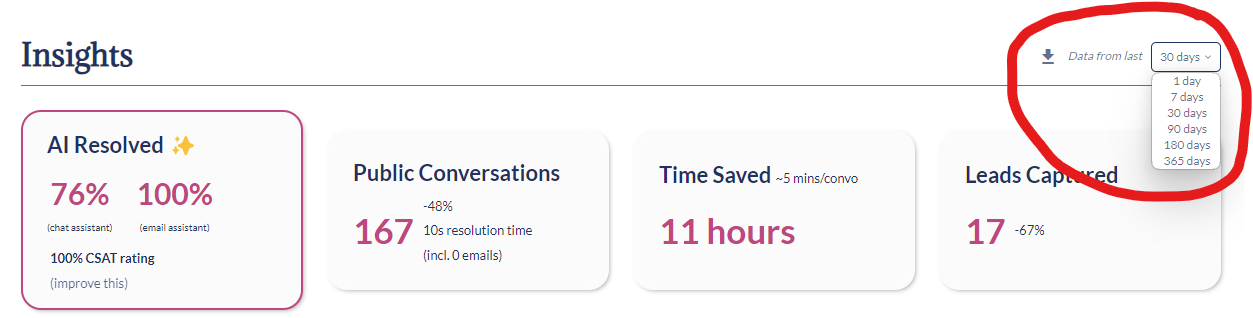 Insights
Data from last
30 days
1 day
7 days
30 days
90 days
180 days
365 days
AI Resolved ✨
76%
(chat assistant)
100%
(email assistant)
100% CSAT rating
(improve this)
Public Conversations
167
-48%
10s resolution time
(incl. 0 emails)
Time Saved ~5 mins/convo
11 hours
Leads Captured
17 -67%